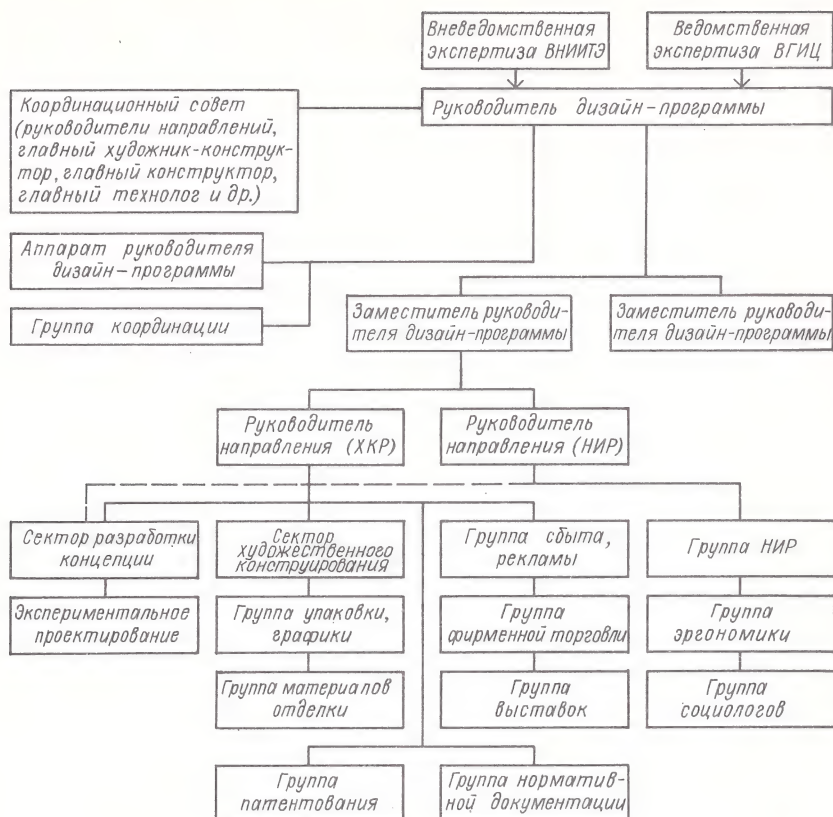 Вневедомственная
экспертиза ВНИИТЭ
Ведомственная
экспертиза ВГИЦ
Координационный совет
(руководители направлений,
главный художник-конструк-
тор, главный конструктор,
главный технолог и др.)
Руководитель дизайн-программы
Аппарат руководителя
дизайн-программы
Группа координации
Заместитель руководи-
теля дизайн-программы
Заместитель руководи-
теля дизайн-программы
Руководитель
направления (ХКР)
Руководитель
направления (НИР)
Сектор разработки
концепции
Сектор
художественного
конструирования
Группа сбыта,
рекламы
Группа НИР
Экспериментальное
проектирование
Группа упаковки,
графики
Группа
фирменной торговли
Группа
эргономики
Группа материалов
отделки
Группа
выставок
Группа
социологов
Группа
патентования
Группа норматив-
ной документации